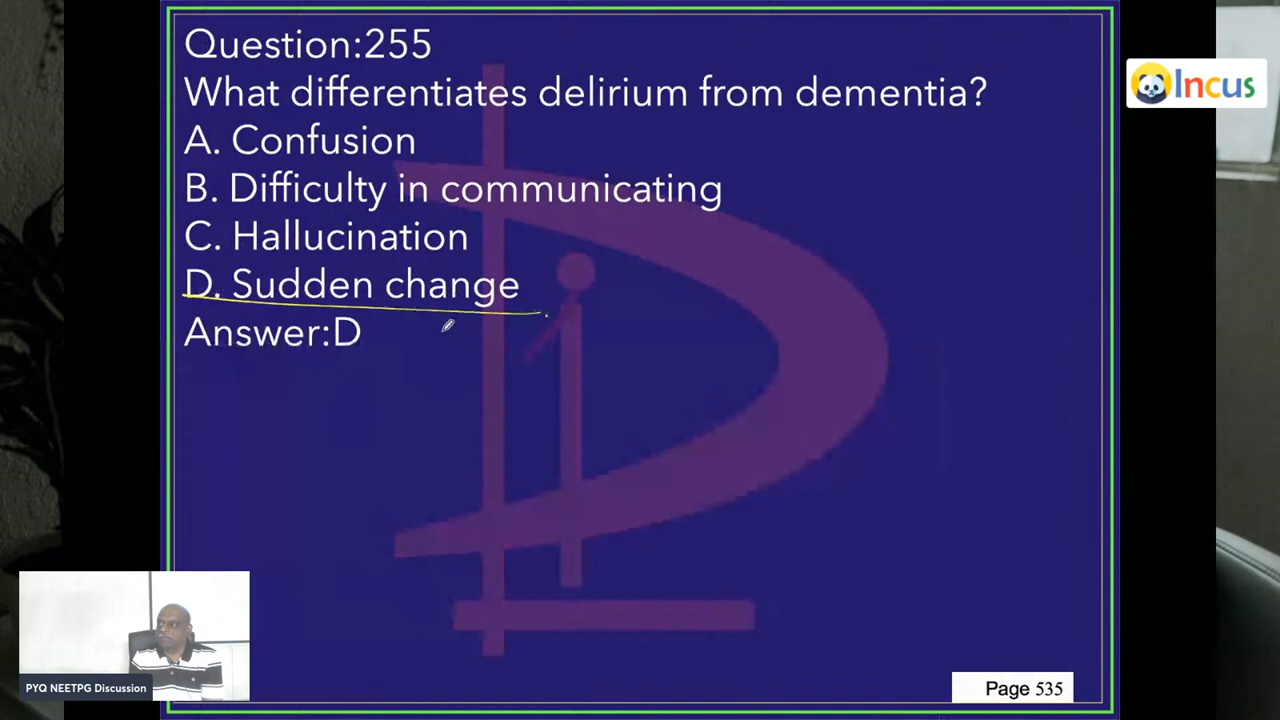 Question:255
What differentiates delirium from dementia?
A. Confusion
B. Difficulty in communicating
C. Hallucination
D. Sudden change
Answer:D
Incus
PYQ NEETPG Discussion
Page 535